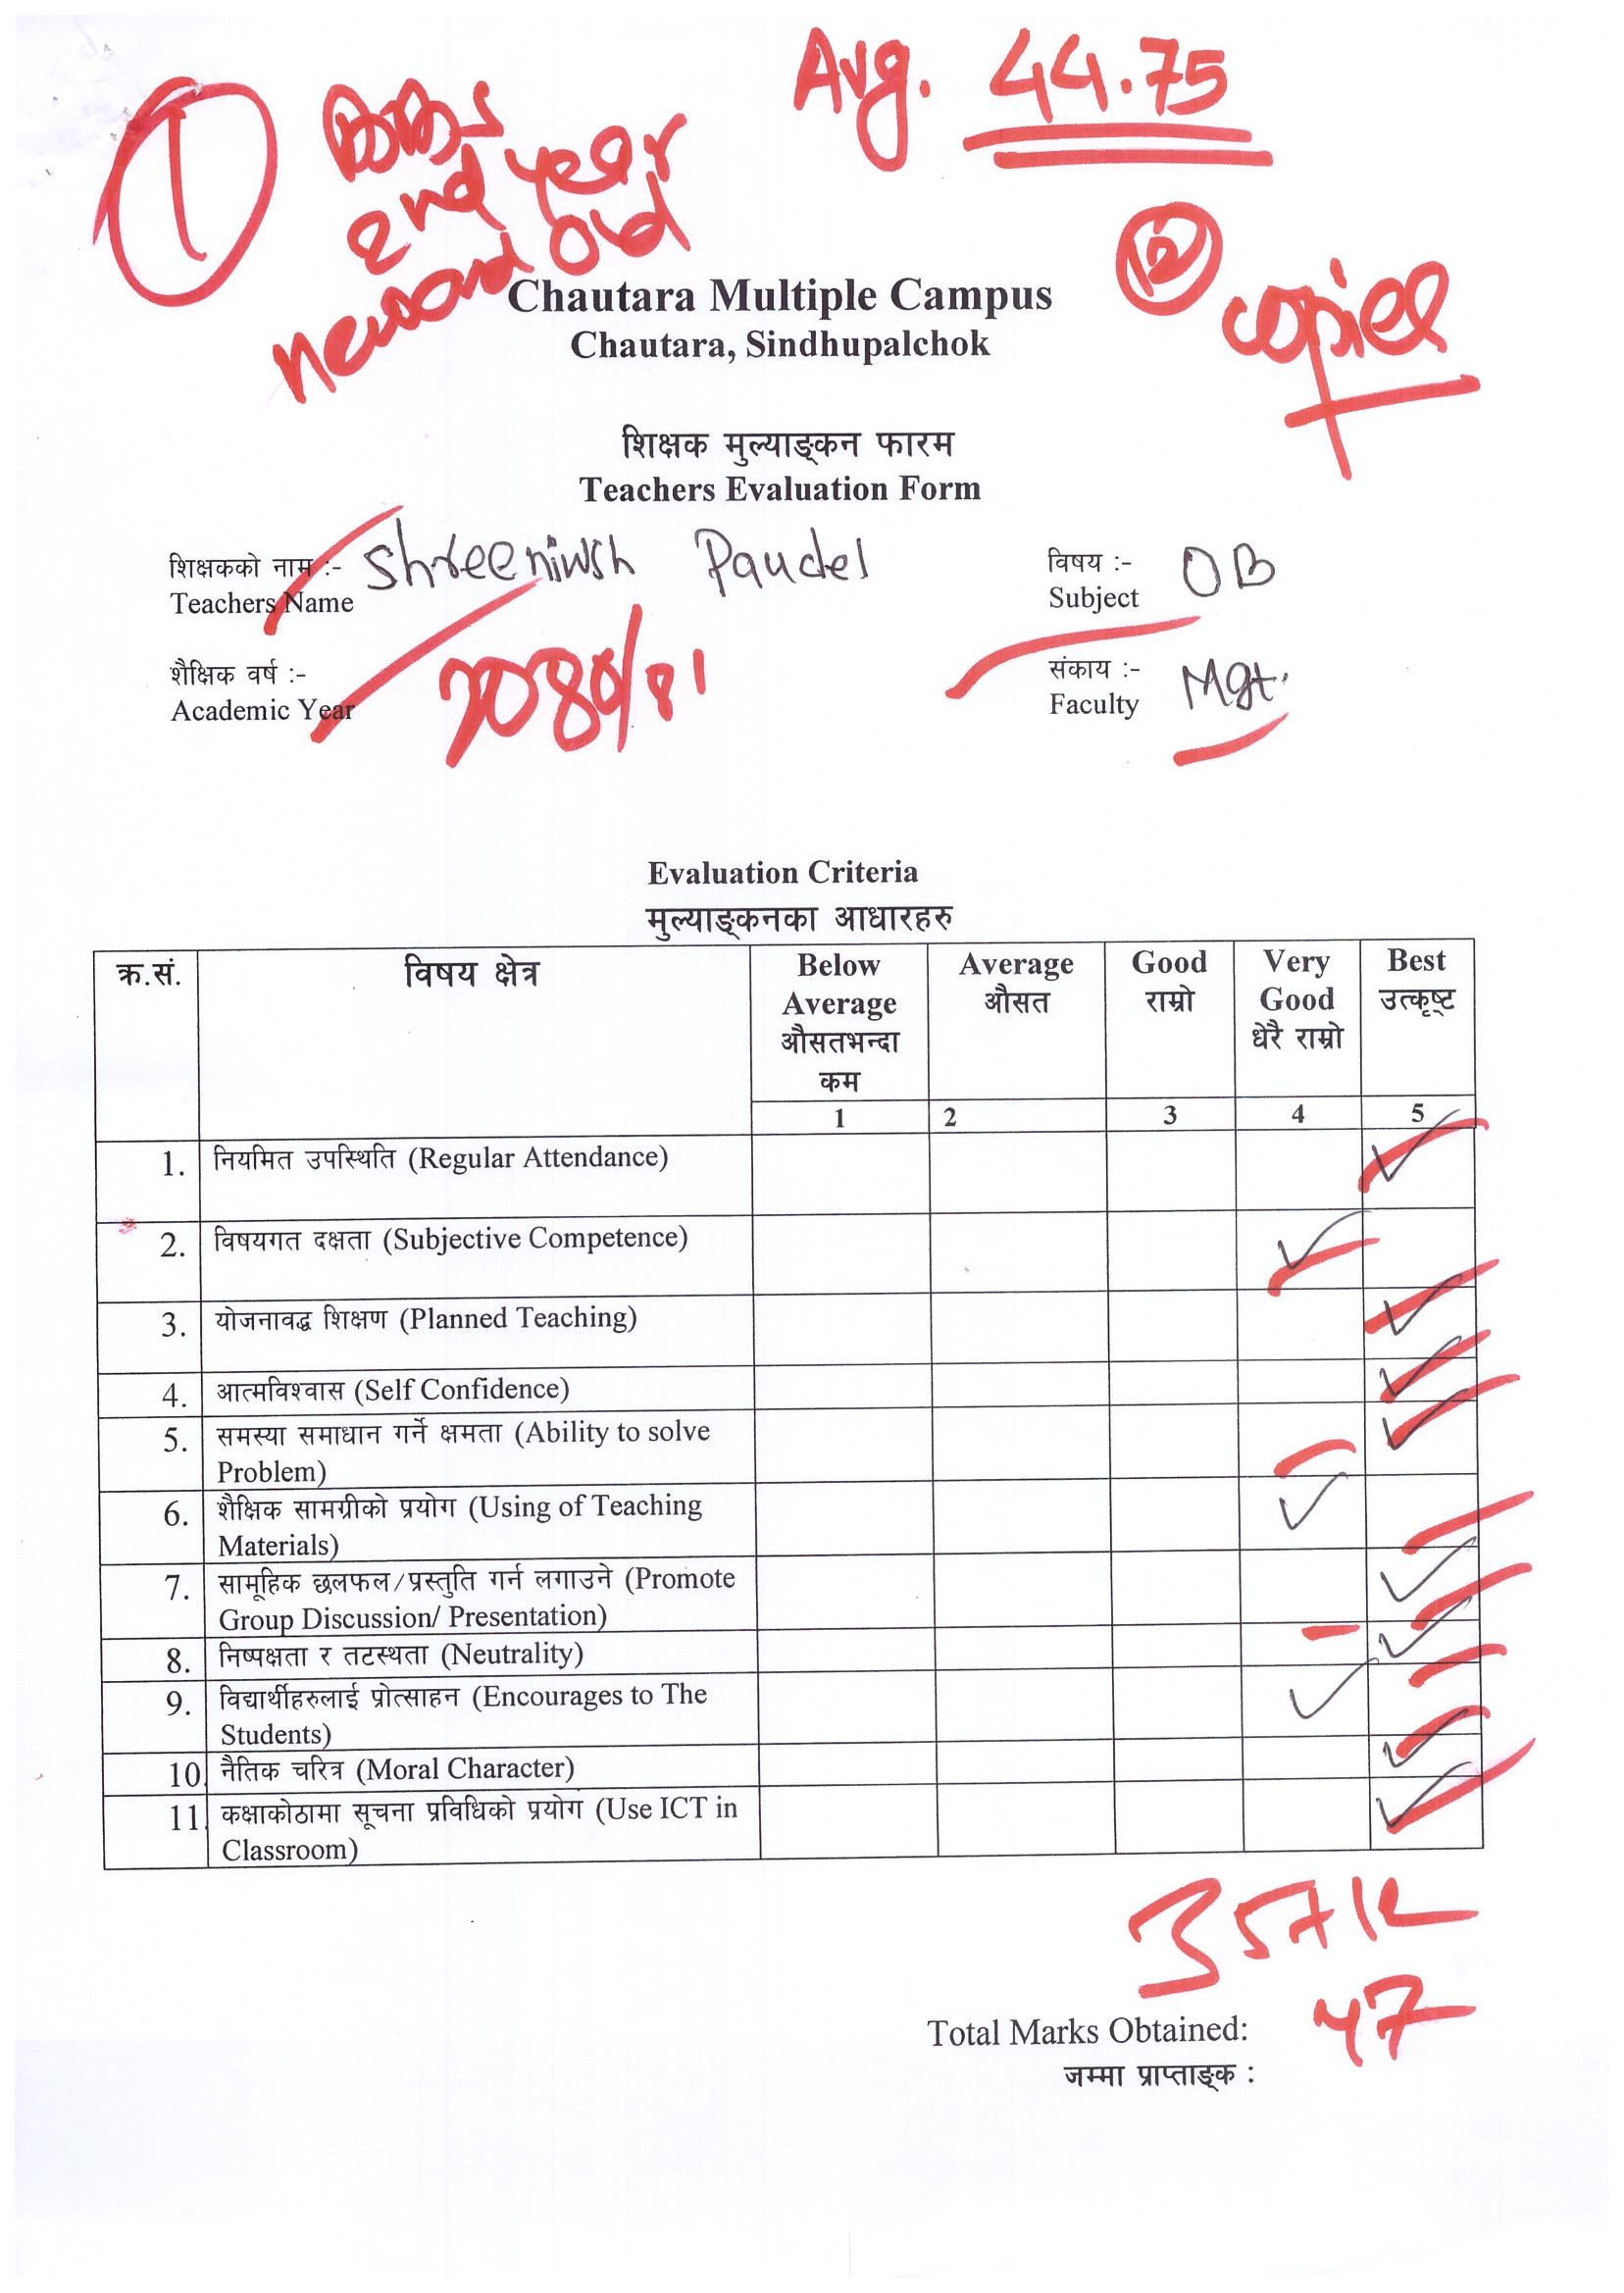 1
BBS
2nd year
new and old
Avg. 44.75
12
copies
Chautara Multiple Campus
Chautara, Sindhupalchok
शिक्षक मुल्याङ्कन फारम
Teachers Evaluation Form
शिक्षकको नाम :- Shreeniwsh Paudel
Teachers Name
विषय :- OB
Subject
शैक्षिक वर्ष :- 2080/81
Academic Year
संकाय :- Mgt.
Faculty
Evaluation Criteria
मुल्याङ्कनका आधारहरु
क्र.सं. विषय क्षेत्र Below Average औसतभन्दा कम Average औसत Good राम्रो Very Good धेरै राम्रो Best उत्कृष्ट
1 2 3 4 5
1. नियमित उपस्थिति (Regular Attendance) ✓
2. विषयगत दक्षता (Subjective Competence) ✓
3. योजनावद्ध शिक्षण (Planned Teaching) ✓
4. आत्मविश्वास (Self Confidence) ✓
5. समस्या समाधान गर्ने क्षमता (Ability to solve
Problem) ✓
6. शैक्षिक सामग्रीको प्रयोग (Using of Teaching
Materials) ✓
7. सामूहिक छलफल/प्रस्तुति गर्न लगाउने (Promote
Group Discussion/ Presentation) ✓
8. निष्पक्षता र तटस्थता (Neutrality) ✓
9. विद्यार्थीहरुलाई प्रोत्साहन (Encourages to The
Students) ✓
10. नैतिक चरित्र (Moral Character) ✓
11. कक्षाकोठामा सूचना प्रविधिको प्रयोग (Use ICT in
Classroom) ✓
35+12
Total Marks Obtained: 47
जम्मा प्राप्ताङ्क :